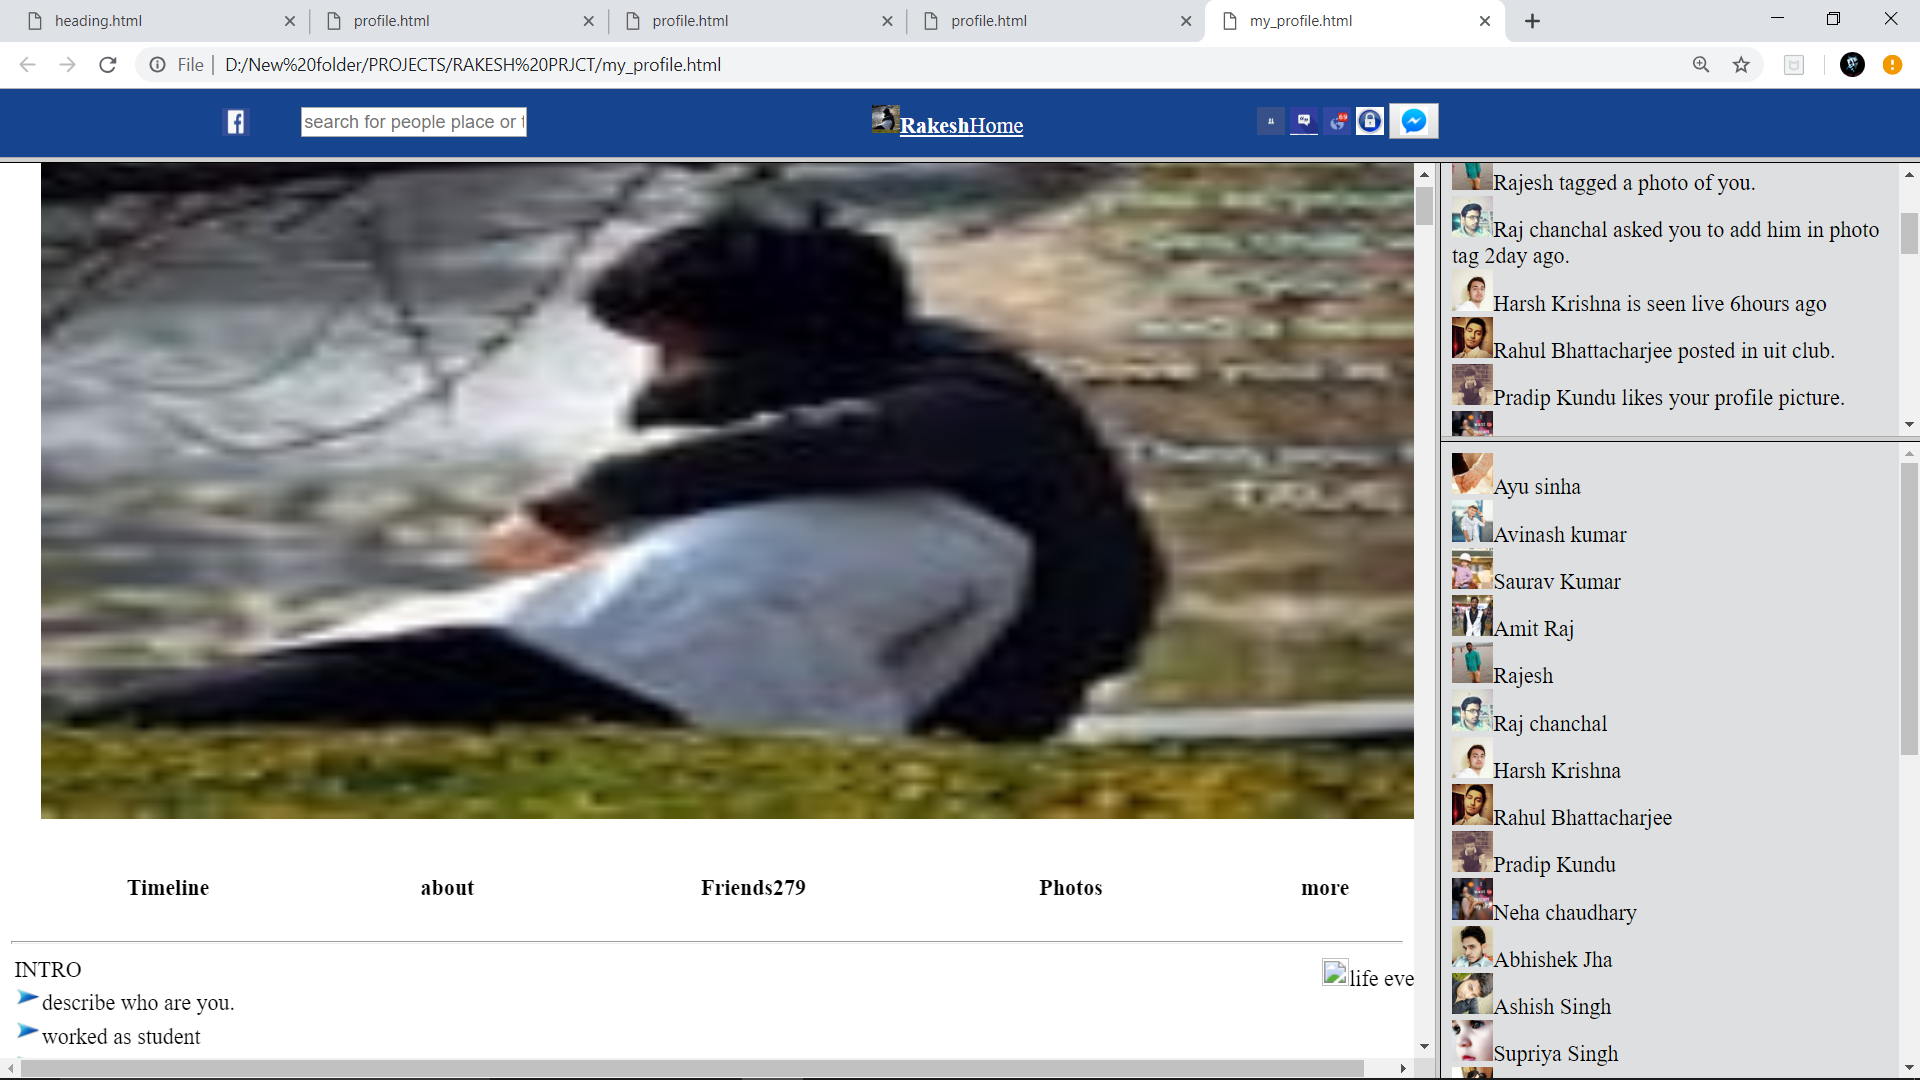 heading.html
profile.html
profile.html
profile.html
my_profile.html
File
D:/New%20folder/PROJECTS/RAKESH%20PRJCT/my_profile.html
search for people place or
RakeshHome
69
Rajesh tagged a photo of you.
Raj chanchal asked you to add him in photo
tag 2day ago.
Harsh Krishna is seen live 6hours ago
Rahul Bhattacharjee posted in uit club.
Pradip Kundu likes your profile picture.
Ayu sinha
Avinash kumar
Saurav Kumar
Amit Raj
Rajesh
Raj chanchal
Harsh Krishna
Rahul Bhattacharjee
Pradip Kundu
Neha chaudhary
Abhishek Jha
Ashish Singh
Supriya Singh
Timeline about Friends279 Photos more
INTRO
life eve
describe who are you.
worked as student